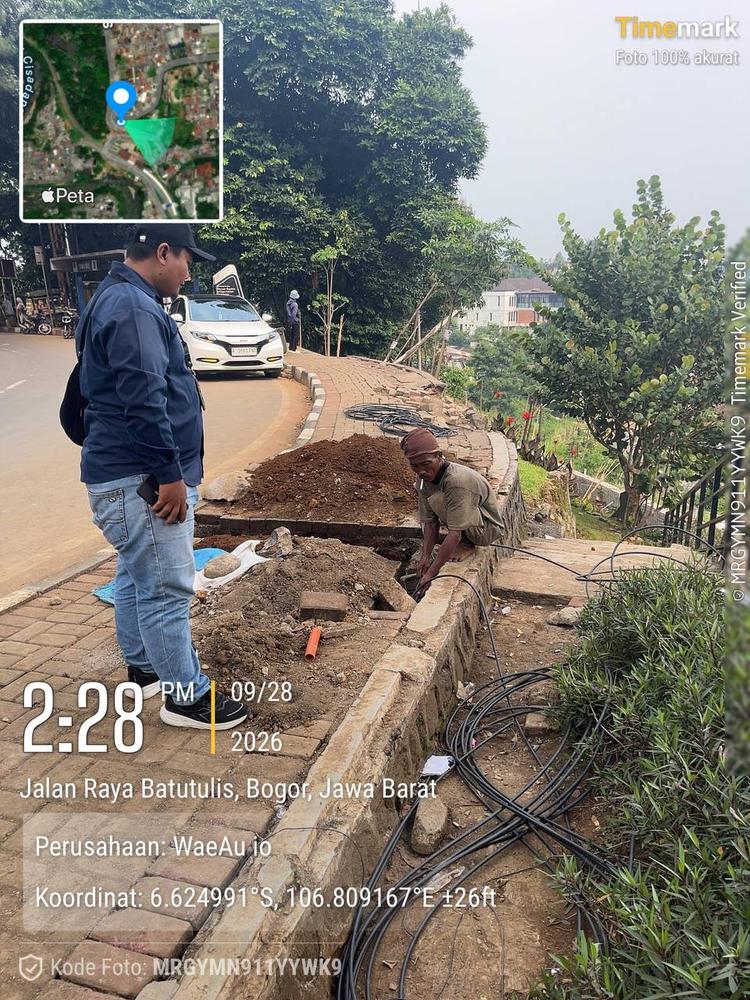 Timemark
Foto 100% akurat
Cisadan
Peta
2:28 PM
09/28
2026
Jalan Raya Batutulis, Bogor, Jawa Barat
Perusahaan: WaeAu io
Koordinat: 6.624991°S, 106.809167°E ±26ft
Kode Foto: MRGYMN911YYWK9
© MRGYMN911YYWK9 Timemark Verified